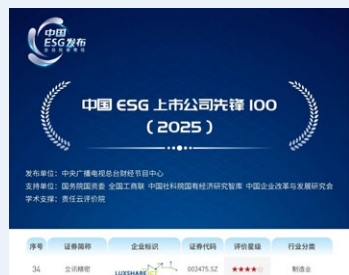 中国
ESG发布
中国 ESG 上市公司先锋 100
（2025）
发布单位：中央广播电视总台财经节目中心
支持单位：国务院国资委 全国工商联 中国社科院国有经济研究智库 中国企业改革与发展研究会
学术支撑：责任云评价院
序号 证券简称 企业标识 证券代码 评价星级 行业分类
34 立讯精密 LUXSHARE ICT 002475.SZ ★★★★☆ 制造业